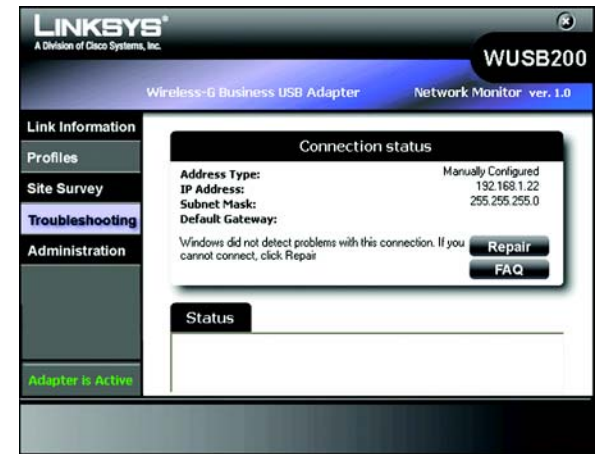 LINKSYS®
A Division of Cisco Systems, Inc.
WUSB200
Wireless-G Business USB Adapter
Network Monitor ver. 1.0
Link Information
Profiles
Site Survey
Troubleshooting
Administration
Adapter is Active
Connection status
Address Type: Manually Configured
IP Address: 192.168.1.22
Subnet Mask: 255.255.255.0
Default Gateway:
Windows did not detect problems with this connection. If you
cannot connect, click Repair
Repair
FAQ
Status